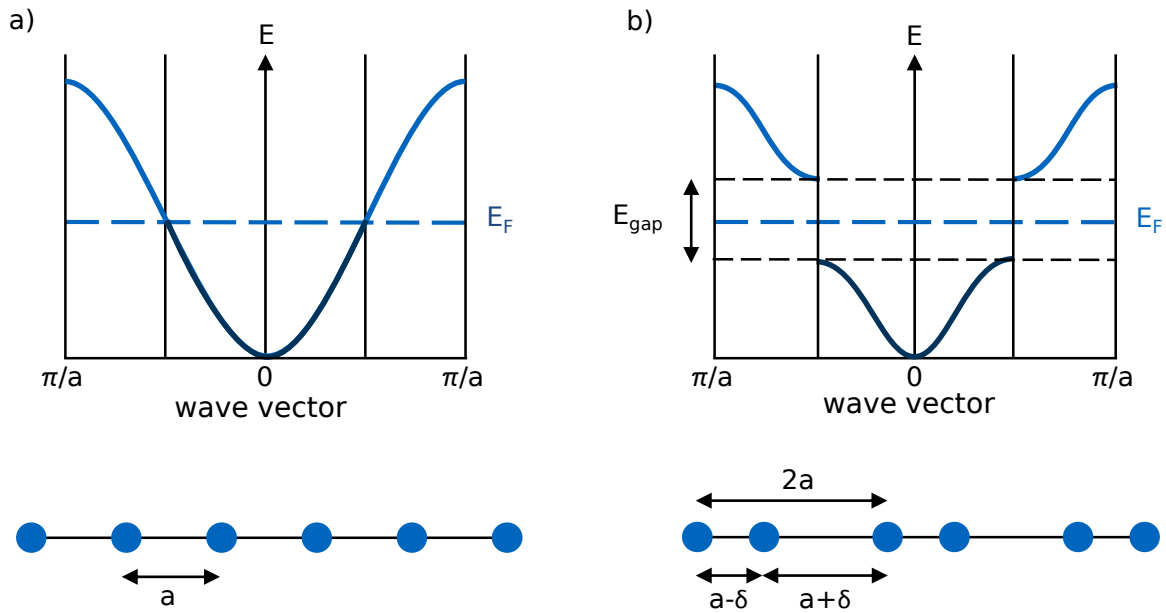 a)
E
E_F
π/a
0
π/a
wave vector
a
b)
E
E_gap
E_F
π/a
0
π/a
wave vector
2a
a-δ
a+δ